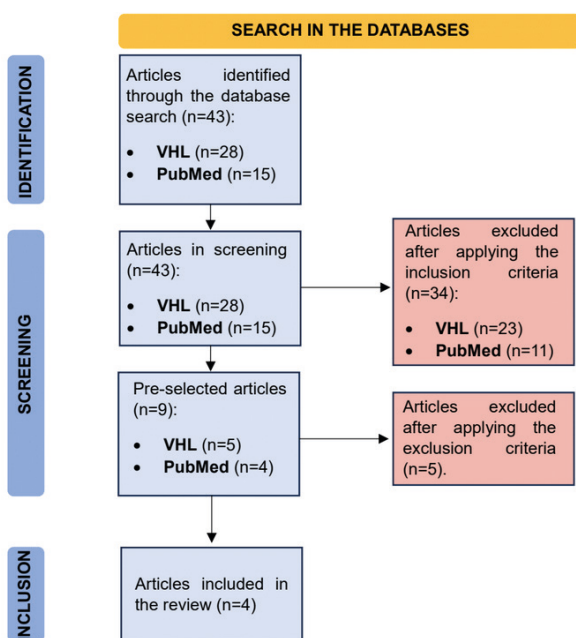 SEARCH IN THE DATABASES
IDENTIFICATION
Articles identified
through the database
search (n=43):
• VHL (n=28)
• PubMed (n=15)
SCREENING
Articles in screening
(n=43):
• VHL (n=28)
• PubMed (n=15)
Articles excluded
after applying the
inclusion criteria
(n=34):
• VHL (n=23)
• PubMed (n=11)
Pre-selected articles
(n=9):
• VHL (n=5)
• PubMed (n=4)
Articles excluded
after applying the
exclusion criteria
(n=5).
NCLUSION
Articles included in
the review (n=4)